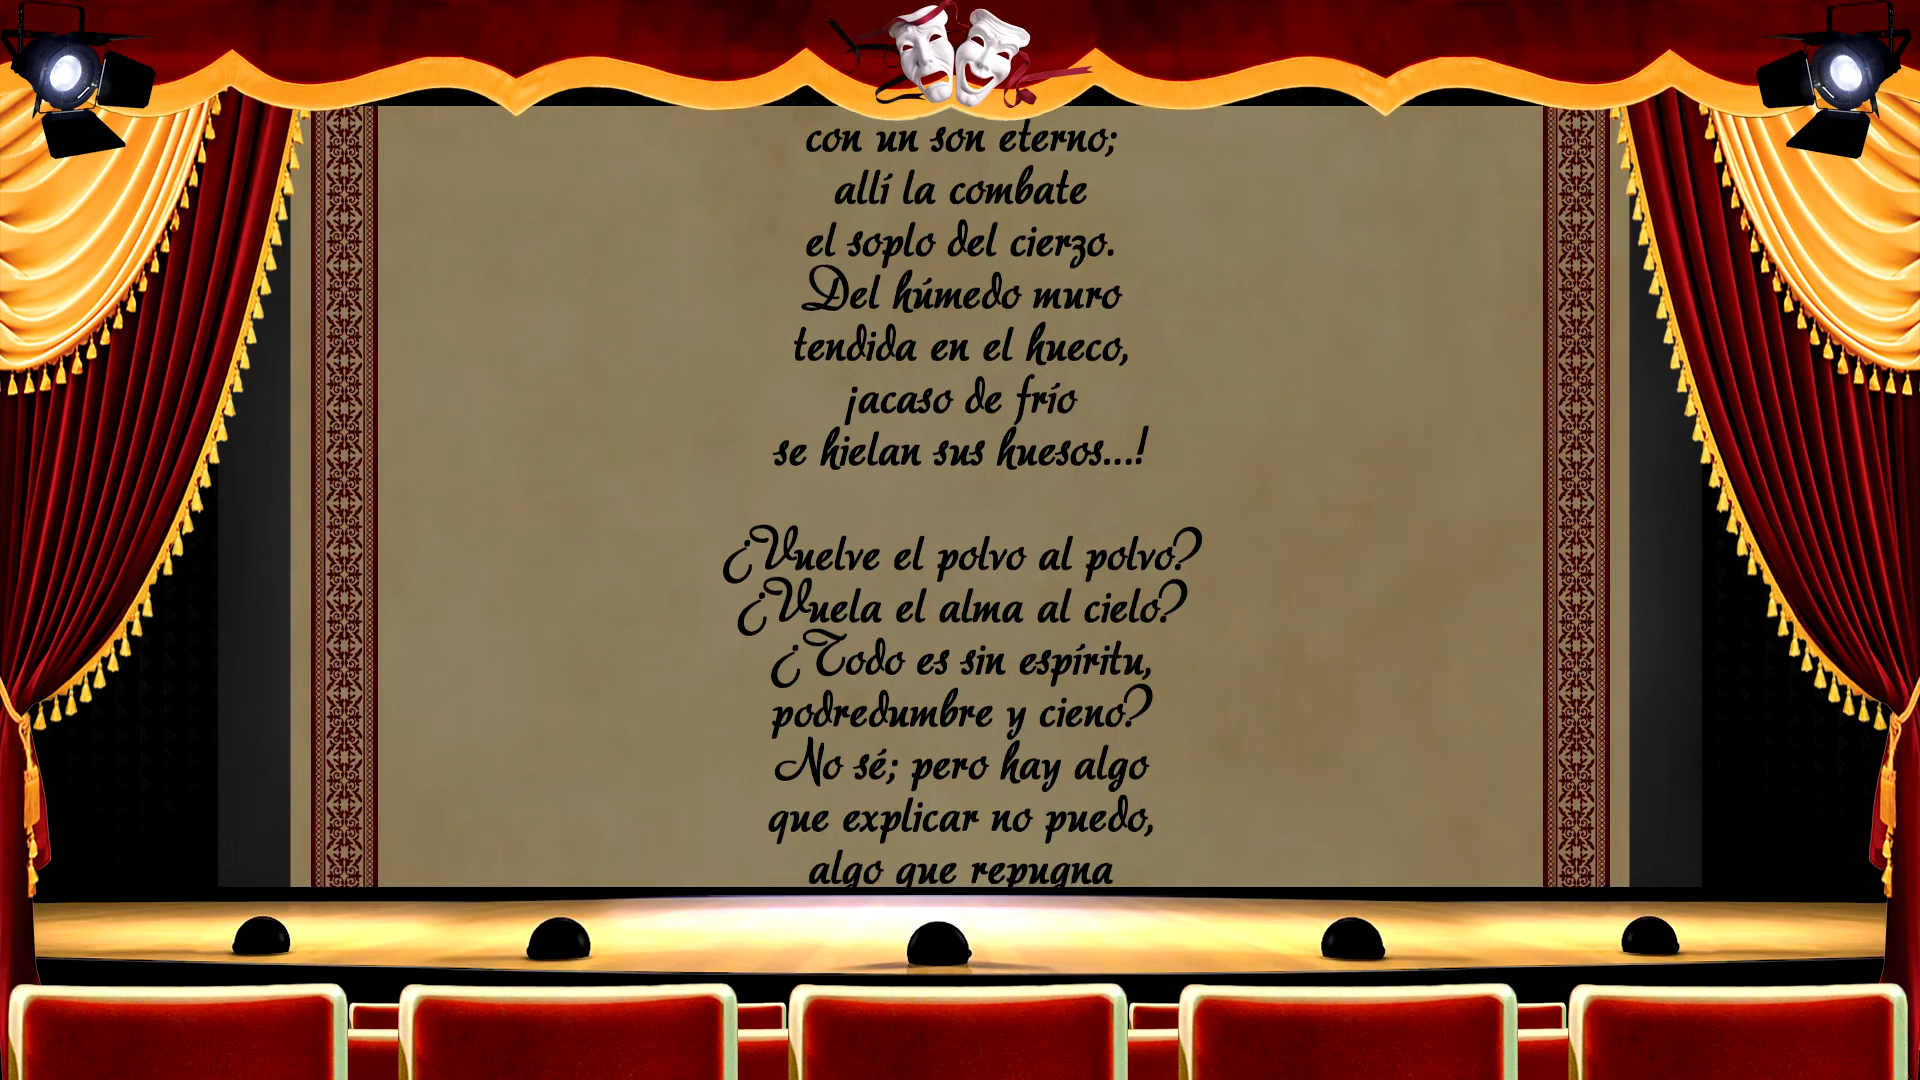 con un son eterno;
allí la combate
el soplo del cierzo.
Del húmedo muro
tendida en el hueco,
¡acaso de frío
se hielan sus huesos...!
¿Vuelve el polvo al polvo?
¿Vuela el alma al cielo?
¿Todo es sin espíritu,
podredumbre y cieno?
No sé; pero hay algo
que explicar no puedo,
algo que repugna